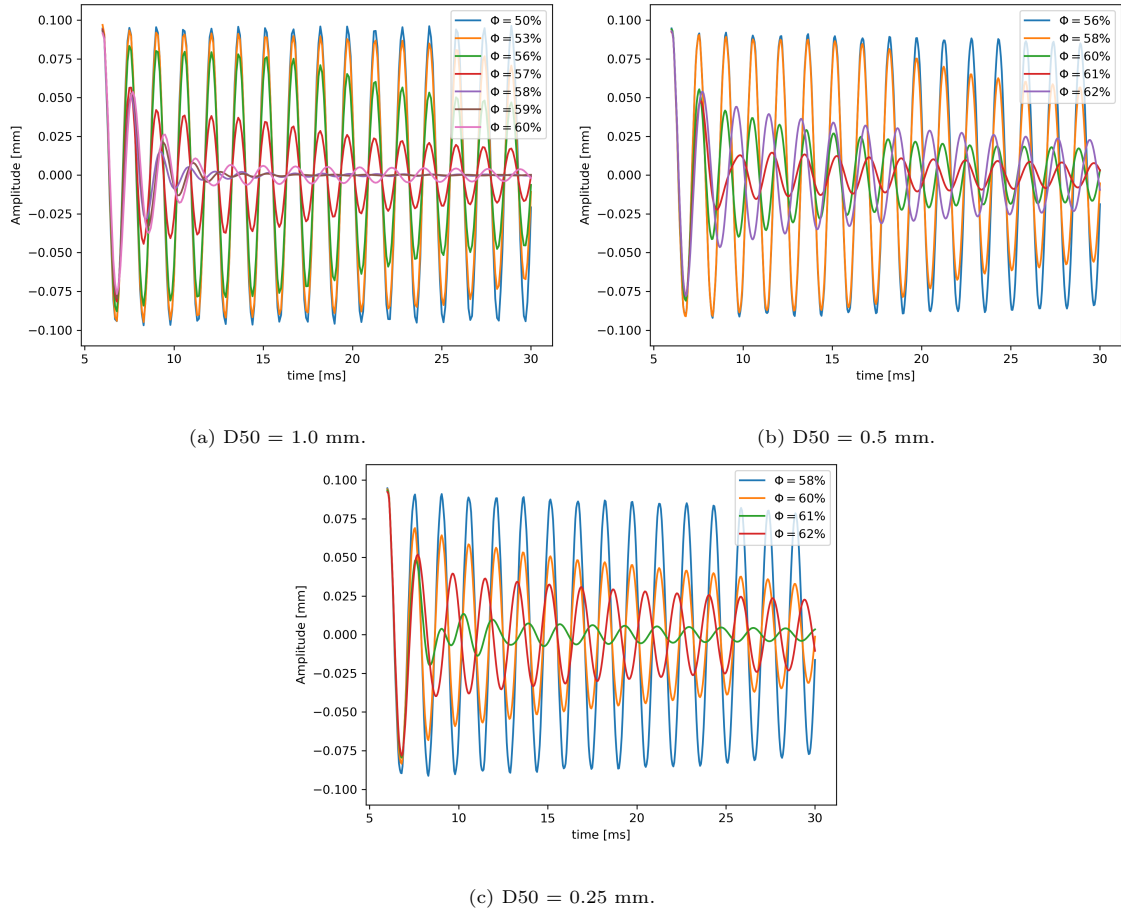 0.100
0.075
0.050
0.025
0.000
−0.025
−0.050
−0.075
−0.100
Amplitude [mm]
5 10 15 20 25 30
time [ms]
Φ = 50%
Φ = 53%
Φ = 56%
Φ = 57%
Φ = 58%
Φ = 59%
Φ = 60%
(a) D50 = 1.0 mm.
0.100
0.075
0.050
0.025
0.000
−0.025
−0.050
−0.075
−0.100
Amplitude [mm]
5 10 15 20 25 30
time [ms]
Φ = 56%
Φ = 58%
Φ = 60%
Φ = 61%
Φ = 62%
(b) D50 = 0.5 mm.
0.100
0.075
0.050
0.025
0.000
−0.025
−0.050
−0.075
−0.100
Amplitude [mm]
5 10 15 20 25 30
time [ms]
Φ = 58%
Φ = 60%
Φ = 61%
Φ = 62%
(c) D50 = 0.25 mm.